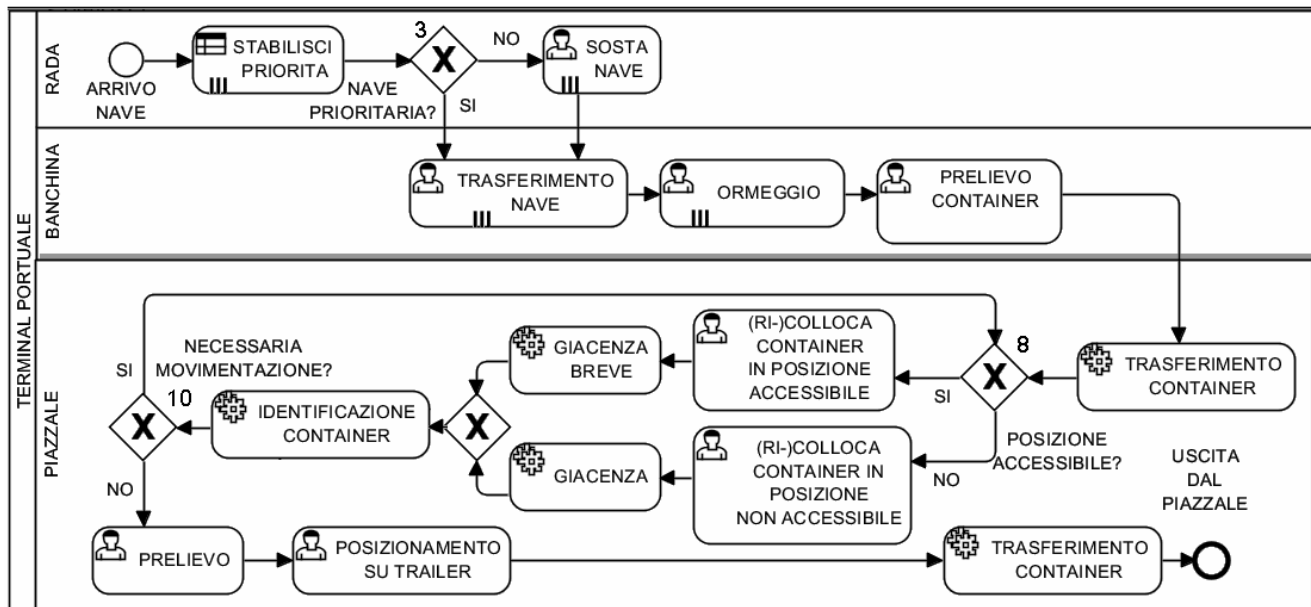 TERMINAL PORTUALE
RADA
ARRIVO
NAVE
STABILISCI
PRIORITA
3
NAVE
PRIORITARIA?
NO
SI
SOSTA
NAVE
BANCHINA
TRASFERIMENTO
NAVE
ORMEGGIO
PRELIEVO
CONTAINER
PIAZZALE
SI
NECESSARIA
MOVIMENTAZIONE?
10
IDENTIFICAZIONE
CONTAINER
GIACENZA
BREVE
GIACENZA
(RI-)COLLOCA
CONTAINER
IN POSIZIONE
ACCESSIBILE
(RI-)COLLOCA
CONTAINER IN
POSIZIONE
NON ACCESSIBILE
8
SI
NO
POSIZIONE
ACCESSIBILE?
TRASFERIMENTO
CONTAINER
USCITA
DAL
PIAZZALE
NO
PRELIEVO
POSIZIONAMENTO
SU TRAILER
TRASFERIMENTO
CONTAINER